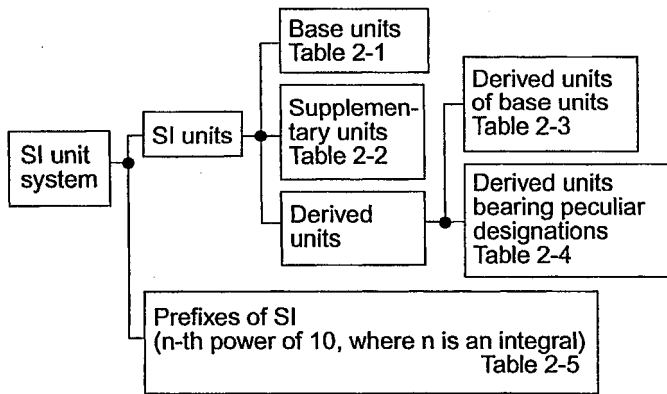 SI unit
system
SI units
Base units
Table 2-1
Supplemen-
tary units
Table 2-2
Derived
units
Derived units
of base units
Table 2-3
Derived units
bearing peculiar
designations
Table 2-4
Prefixes of SI
(n-th power of 10, where n is an integral)
Table 2-5